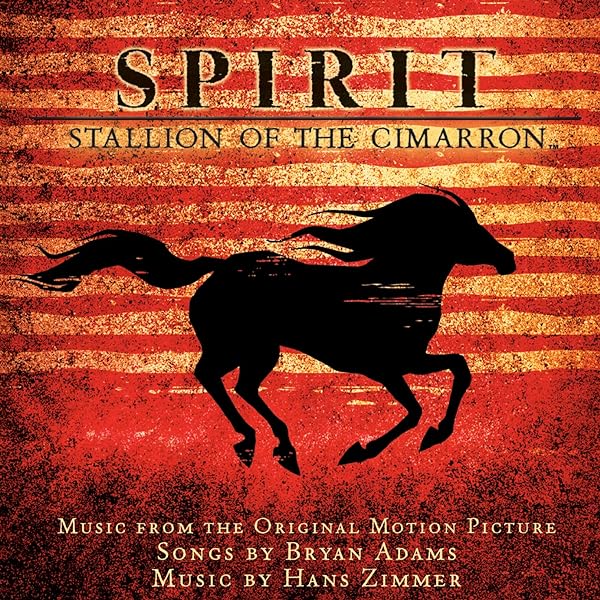 SPIRIT
STALLION OF THE CIMARRON™
Music from the Original Motion Picture
Songs by Bryan Adams
Music by Hans Zimmer